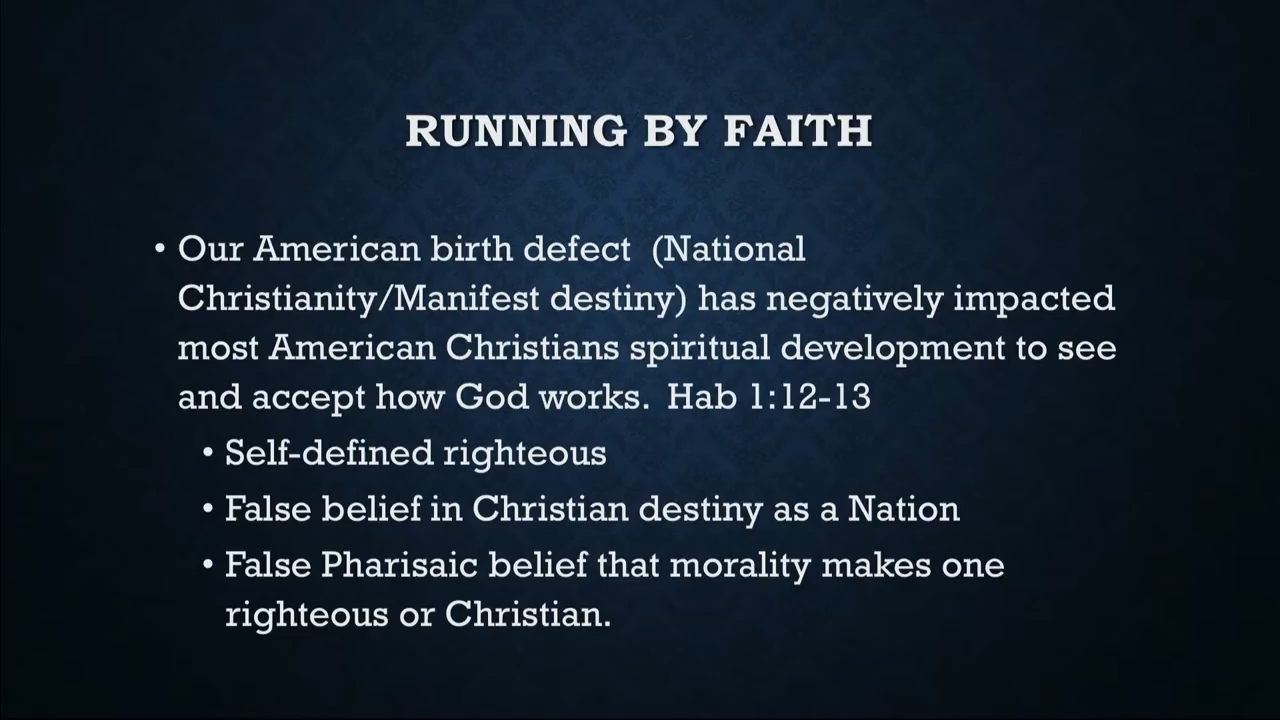 RUNNING BY FAITH
• Our American birth defect  (National
Christianity/Manifest destiny) has negatively impacted
most American Christians spiritual development to see
and accept how God works.  Hab 1:12-13
• Self-defined righteous
• False belief in Christian destiny as a Nation
• False Pharisaic belief that morality makes one
righteous or Christian.